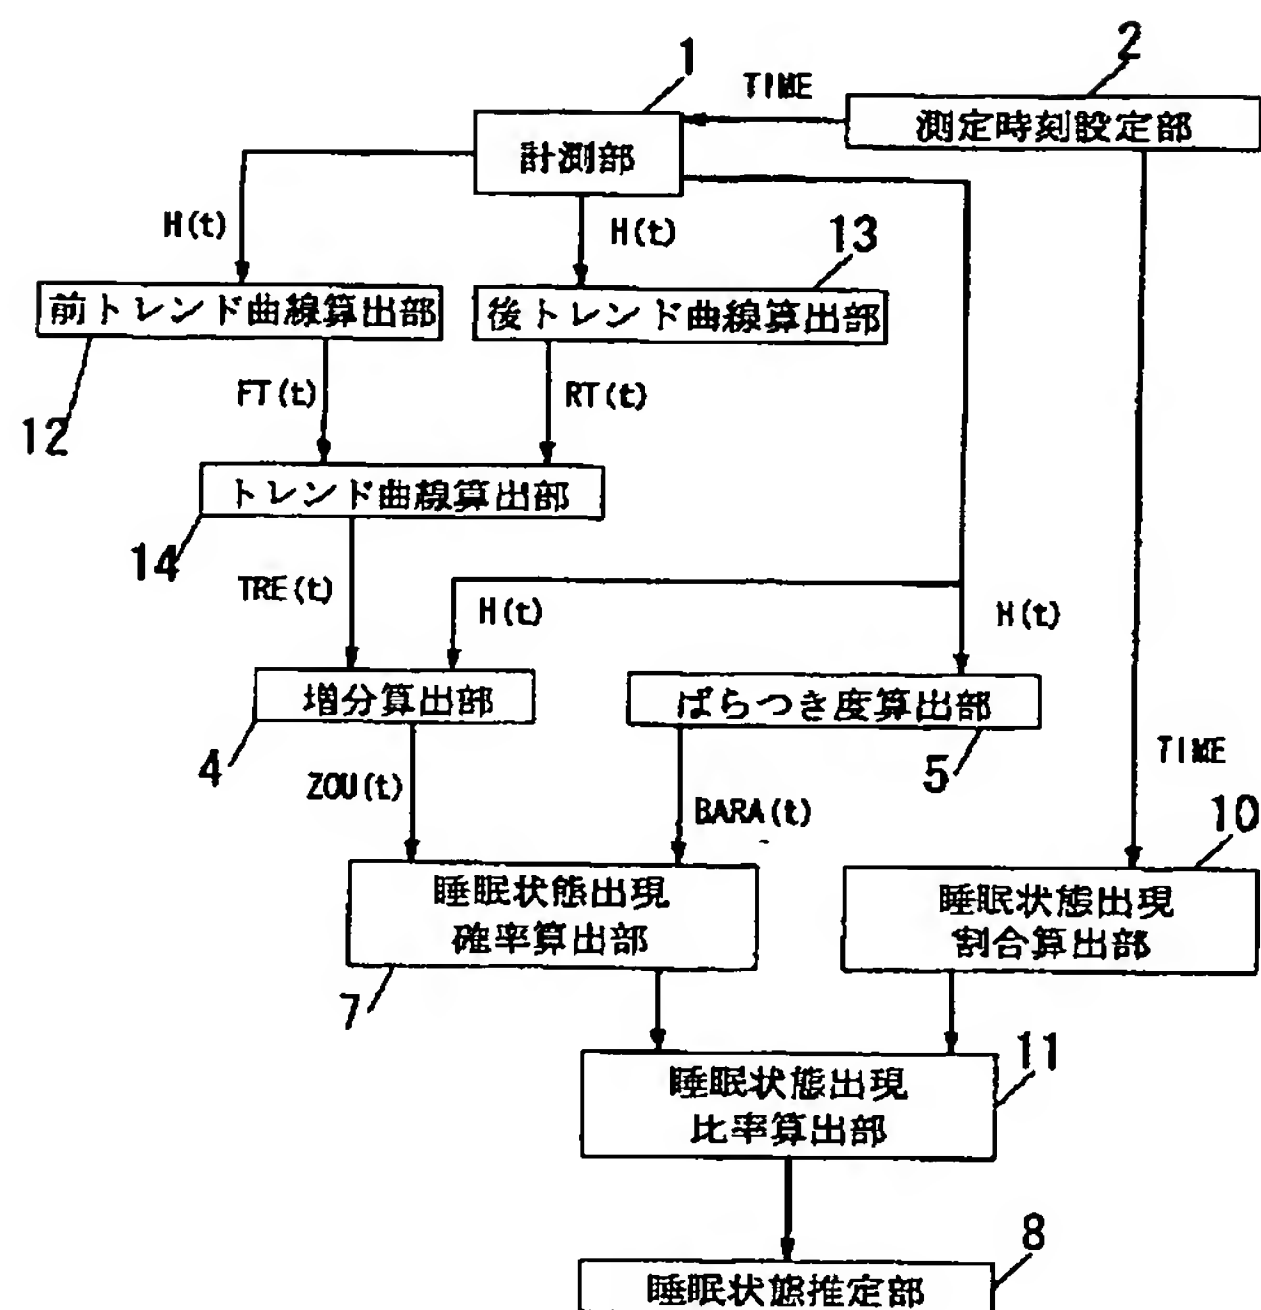 1
2
TIME
測定時刻設定部
計測部
H(t)
H(t)
13
前トレンド曲線算出部
後トレンド曲線算出部
12
FT(t)
RT(t)
トレンド曲線算出部
14
TRE(t)
H(t)
H(t)
増分算出部
ばらつき度算出部
4
5
TIME
ZOU(t)
BARA(t)
10
睡眠状態出現
確率算出部
睡眠状態出現
割合算出部
7
11
睡眠状態出現
比率算出部
8
睡眠状態推定部